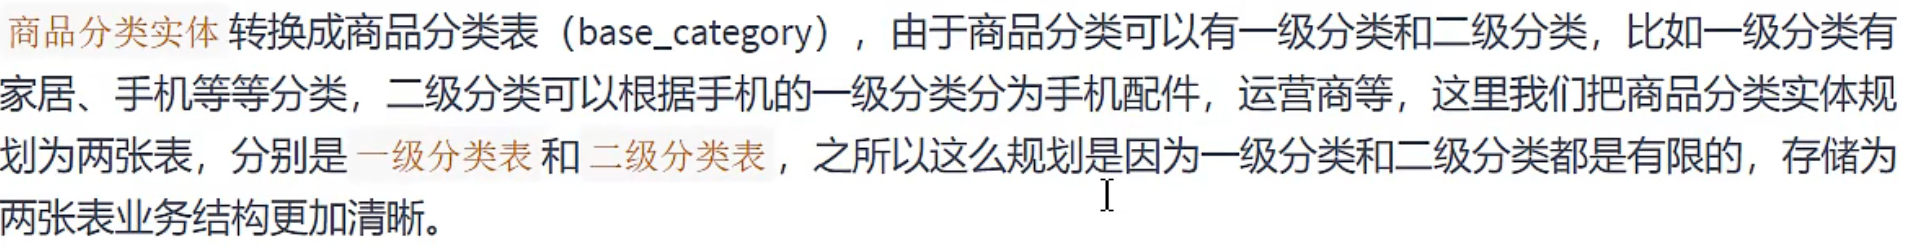 商品分类实体 转换成商品分类表（base_category），由于商品分类可以有一级分类和二级分类，比如一级分类有
家居、手机等等分类，二级分类可以根据手机的一级分类分为手机配件，运营商等，这里我们把商品分类实体规
划为两张表，分别是 一级分类表 和 二级分类表 ，之所以这么规划是因为一级分类和二级分类都是有限的，存储为
两张表业务结构更加清晰。